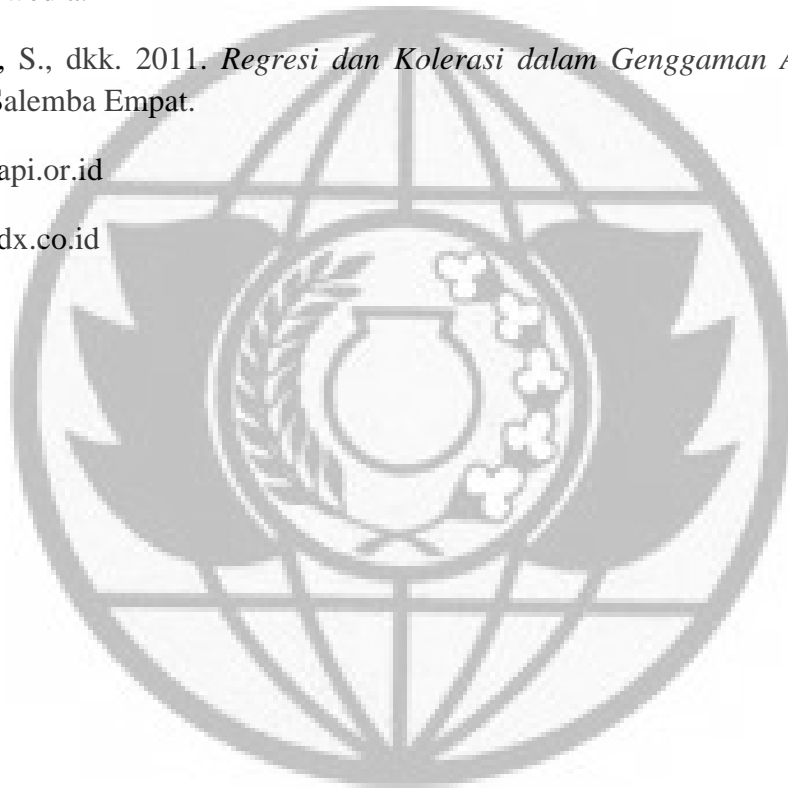 , S., dkk. 2011. Regresi dan Kolerasi dalam Genggaman
Salemba Empat.
api.or.id
dx.co.id